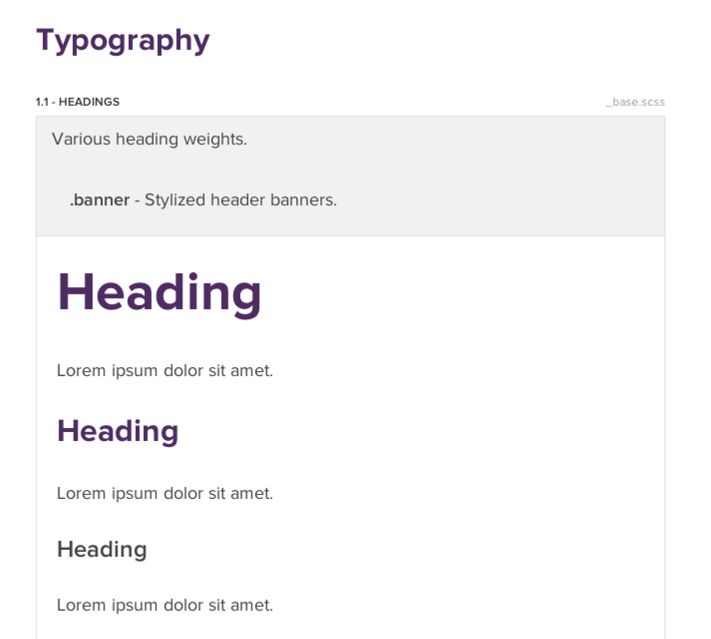 Typography
1.1 - HEADINGS
_base.scss
Various heading weights.
.banner - Stylized header banners.
Heading
Lorem ipsum dolor sit amet.
Heading
Lorem ipsum dolor sit amet.
Heading
Lorem ipsum dolor sit amet.